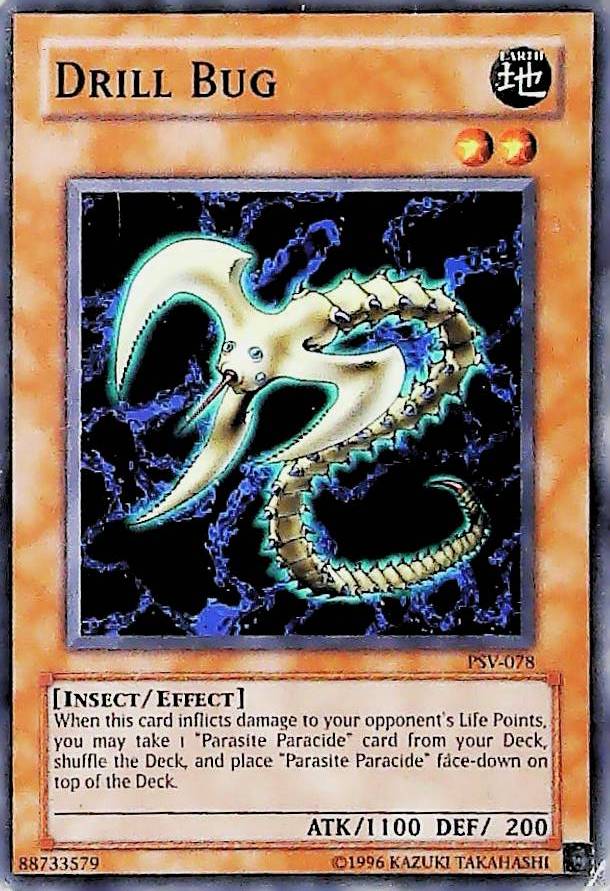 DRILL BUG
EARTH
地
PSV-078
[INSECT/EFFECT]
When this card inflicts damage to your opponent's Life Points,
you may take 1 "Parasite Paracide" card from your Deck,
shuffle the Deck, and place "Parasite Paracide" face-down on
top of the Deck.
ATK/1100 DEF/ 200
88733579
©1996 KAZUKI TAKAHASHI